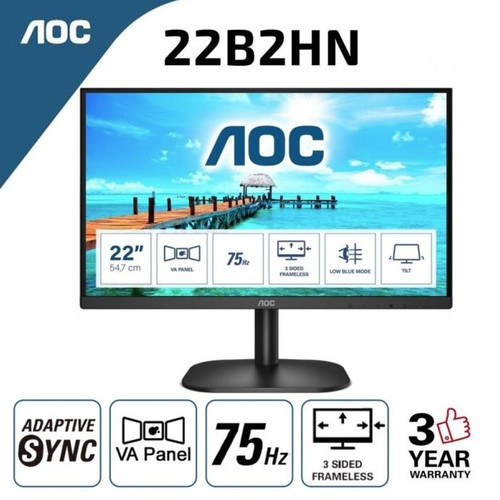 AOC
22B2HN
AOC
22"
54,7 cm
VA PANEL
75Hz
3 SIDED
FRAMELESS
LOW BLUE MODE
TILT
AOC
ADAPTIVE
SYNC
VA Panel
75Hz
3 SIDED
FRAMELESS
3 YEAR
WARRANTY